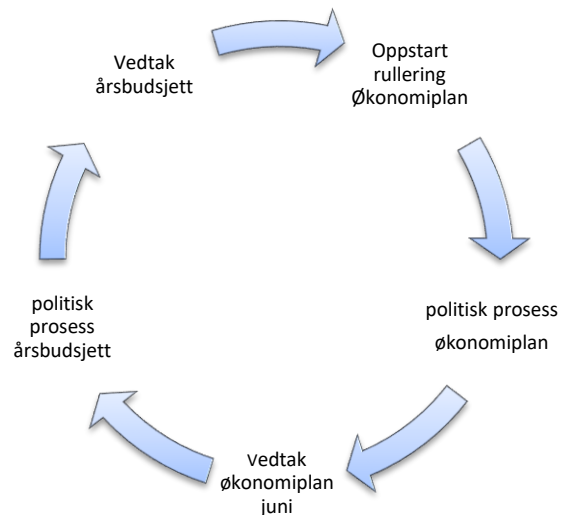 Vedtak
årsbudsjett
Oppstart
rullering
Økonomiplan
politisk prosess
økonomiplan
Vedtak
økonomiplan
juni
politisk
prosess
årsbudsjett